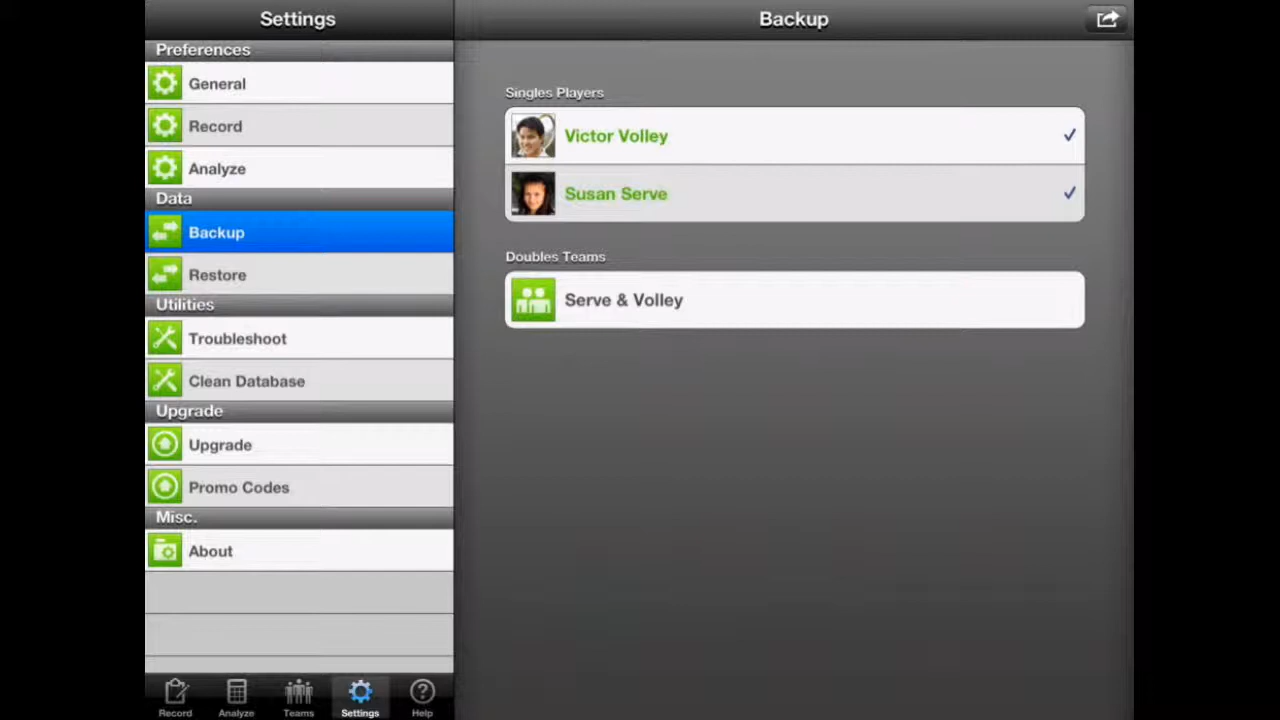 Settings
Preferences
General
Record
Analyze
Data
Backup
Restore
Utilities
Troubleshoot
Clean Database
Upgrade
Upgrade
Promo Codes
Misc.
About
Record
Analyze
Teams
Settings
Help
Backup
Singles Players
Victor Volley
Susan Serve
Doubles Teams
Serve & Volley